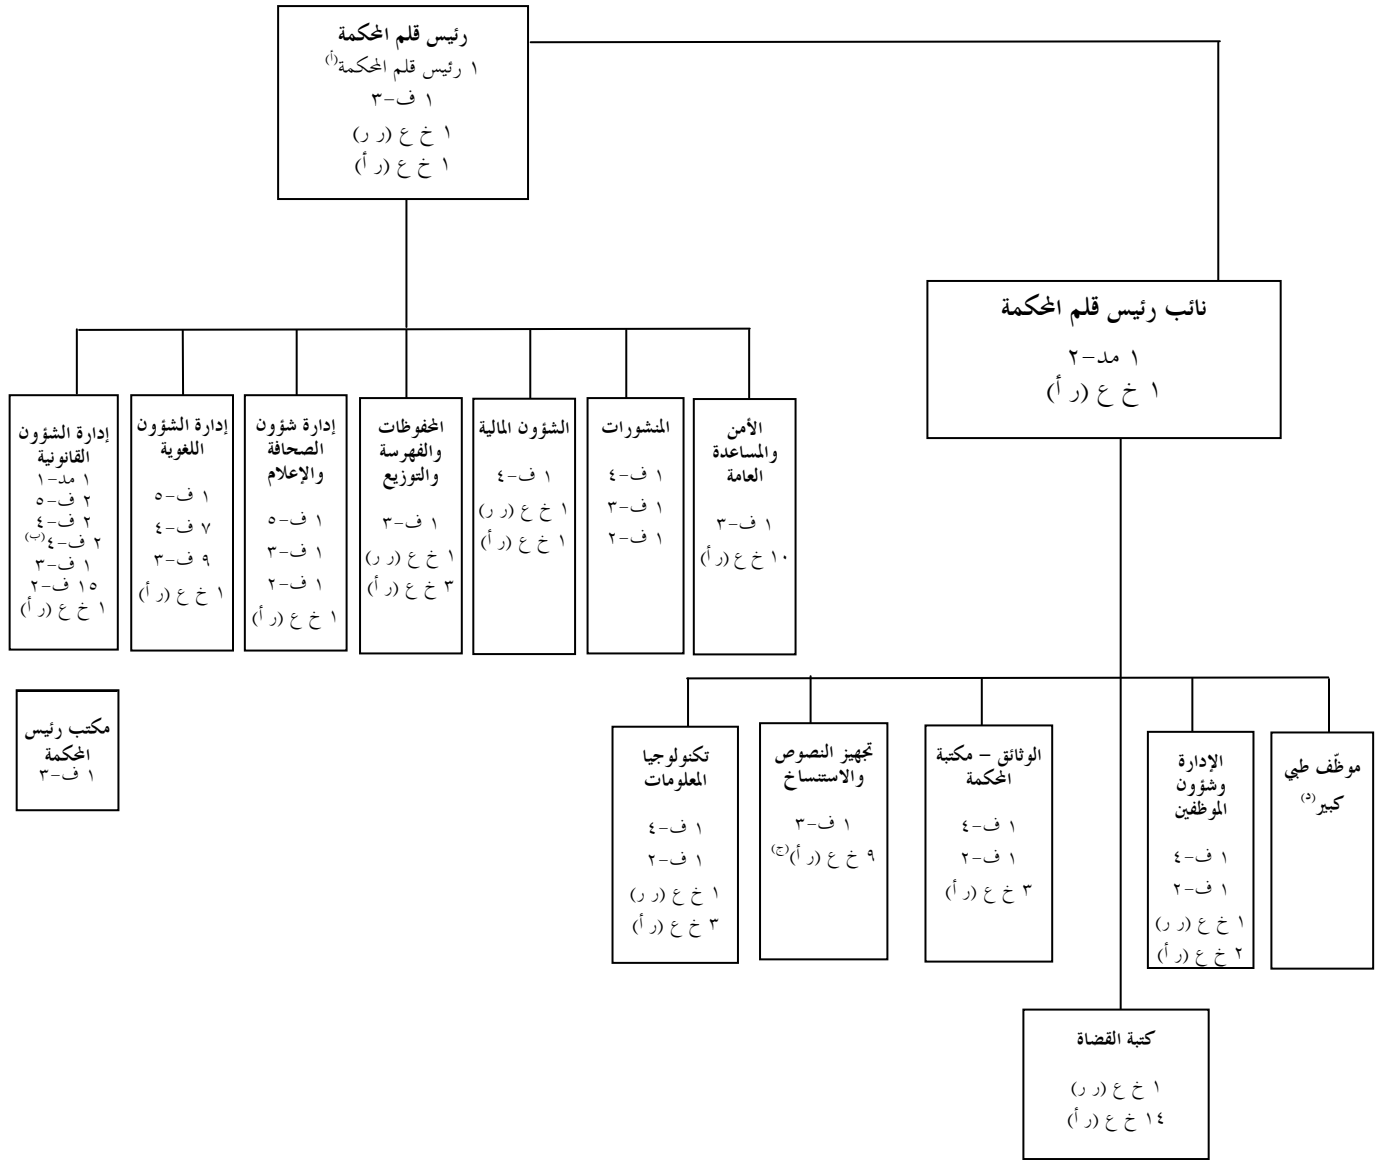 رئيس قلم المحكمة
١ رئيس قلم المحكمة(أ)
١ ف-٣
١ خ ع (ر ر)
١ خ ع (ر أ)
نائب رئيس قلم المحكمة
١ مد-٢
١ خ ع (ر أ)
الأمن
والمساعدة
العامة
١ ف-٣
١٠ خ ع (ر أ)
المنشورات
١ ف-٤
١ ف-٣
١ ف-٢
الشؤون المالية
١ ف-٤
١ خ ع (ر ر)
١ خ ع (ر أ)
المحفوظات
والفهرسة
والتوزيع
١ ف-٣
١ خ ع (ر ر)
٣ خ ع (ر أ)
إدارة شؤون
الصحافة
والإعلام
١ ف-٥
١ ف-٣
١ ف-٢
١ خ ع (ر أ)
إدارة الشؤون
اللغوية
١ ف-٥
٧ ف-٤
٩ ف-٣
١ خ ع (ر أ)
إدارة الشؤون
القانونية
١ مد-١
٢ ف-٥
٢ ف-٤
٢ ف-٤(ب)
١ ف-٣
١٥ ف-٢
١ خ ع (ر أ)
مكتب رئيس
المحكمة
١ ف-٣
موظّف طبي
كبير(د)
الإدارة
وشؤون
الموظفين
١ ف-٤
١ ف-٢
١ خ ع (ر ر)
٢ خ ع (ر أ)
الوثائق – مكتبة
المحكمة
١ ف-٤
١ ف-٢
٣ خ ع (ر أ)
تجهيز النصوص
والاستنساخ
١ ف-٣
٩ خ ع (ر أ)(ج)
تكنولوجيا
المعلومات
١ ف-٤
١ ف-٢
١ خ ع (ر ر)
٣ خ ع (ر أ)
كتبة القضاة
١ خ ع (ر ر)
١٤ خ ع (ر أ)